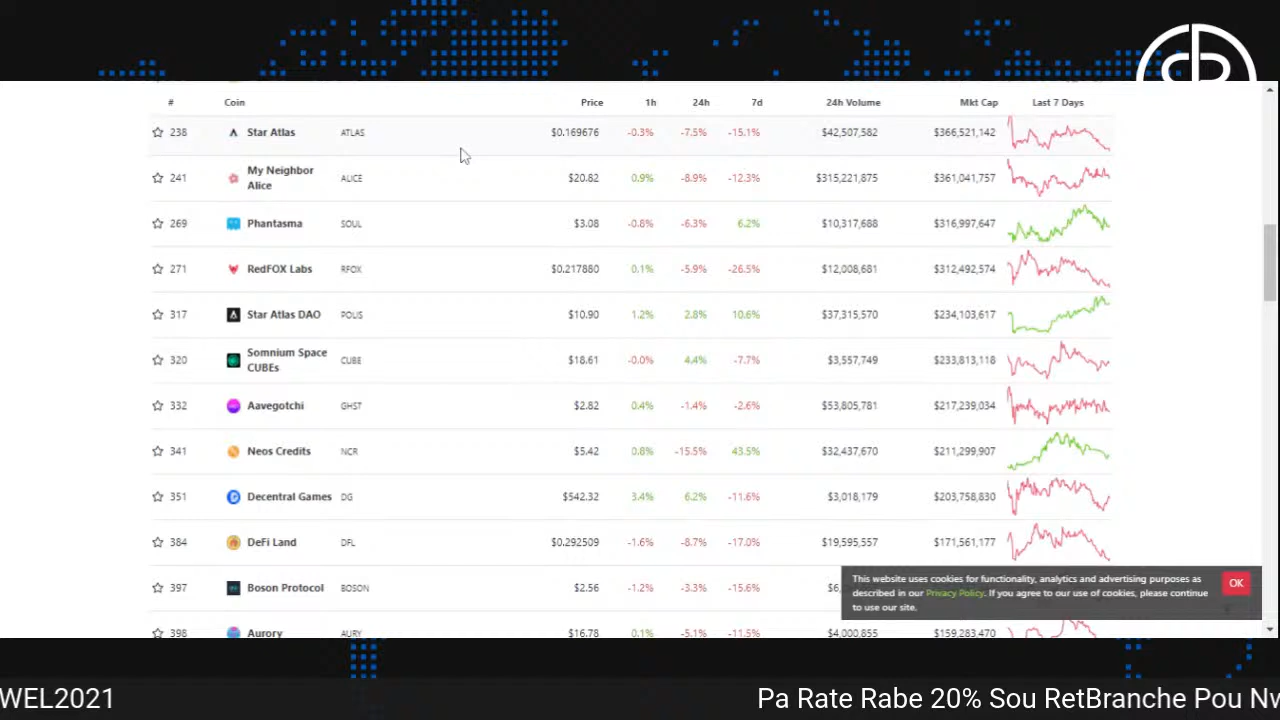 # Coin Price 1h 24h 7d 24h Volume Mkt Cap Last 7 Days
238 Star Atlas ATLAS $0.169676 -0.3% -7.5% -15.1% $42,507,582 $366,521,142
241 My Neighbor Alice ALICE $20.82 0.9% -8.9% -12.3% $315,221,875 $361,041,757
269 Phantasma SOUL $3.08 -0.8% -6.3% 6.2% $10,317,688 $316,997,647
271 RedFOX Labs RFOX $0.217880 0.1% -5.9% -26.5% $12,008,681 $312,492,574
317 Star Atlas DAO POLIS $10.90 1.2% 2.8% 10.6% $37,315,570 $234,103,617
320 Somnium Space CUBEs CUBE $18.61 -0.0% 4.4% -7.7% $3,557,749 $233,813,118
332 Aavegotchi GHST $2.82 0.4% -1.4% -2.6% $53,805,781 $217,239,034
341 Neos Credits NCR $5.42 0.8% -15.5% 43.5% $32,437,670 $211,299,907
351 Decentral Games DG $542.32 3.4% 6.2% -11.6% $3,018,179 $203,758,830
384 DeFi Land DFL $0.292509 -1.6% -8.7% -17.0% $19,595,557 $171,561,177
397 Boson Protocol BOSON $2.56 -1.2% -3.3% -15.6% $6,
398 Aurory AURY $16.78 0.1% -5.1% -11.5% $4,000,855 $159,283,470
This website uses cookies for functionality, analytics and advertising purposes as
described in our Privacy Policy. If you agree to our use of cookies, please continue
to use our site.
OK
WEL2021 Pa Rate Rabe 20% Sou RetBranche Pou Nw